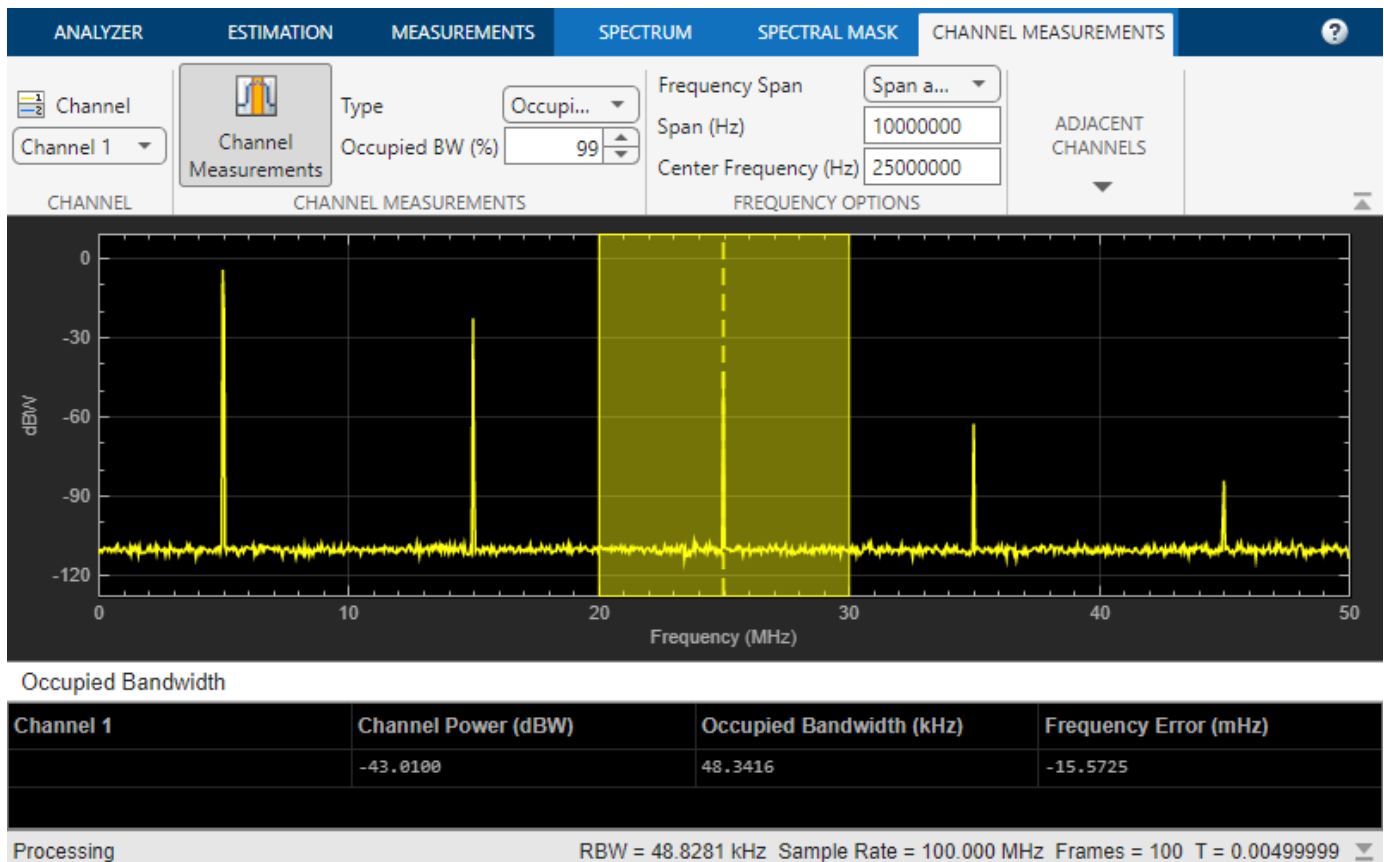 ANALYZER ESTIMATION MEASUREMENTS SPECTRUM SPECTRAL MASK CHANNEL MEASUREMENTS ?
Channel
Channel 1
CHANNEL
Channel
Measurements
Type Occupi...
Occupied BW (%) 99
CHANNEL MEASUREMENTS
Frequency Span Span a...
Span (Hz) 10000000
Center Frequency (Hz) 25000000
FREQUENCY OPTIONS
ADJACENT
CHANNELS
0
-30
-60
-90
-120
dBW
0 10 20 30 40 50
Frequency (MHz)
Occupied Bandwidth
Channel 1 Channel Power (dBW) Occupied Bandwidth (kHz) Frequency Error (mHz)
-43.0100 48.3416 -15.5725
Processing RBW = 48.8281 kHz Sample Rate = 100.000 MHz Frames = 100 T = 0.00499999